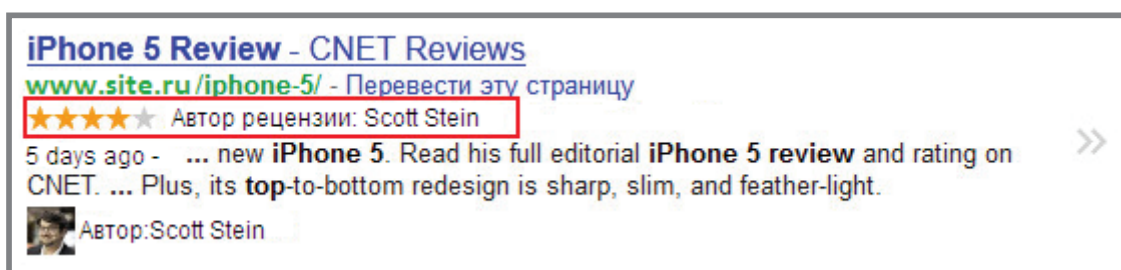 iPhone 5 Review - CNET Reviews
www.site.ru/iphone-5/ - Перевести эту страницу
Автор рецензии: Scott Stein
5 days ago - ... new iPhone 5. Read his full editorial iPhone 5 review and rating on
CNET. ... Plus, its top-to-bottom redesign is sharp, slim, and feather-light.
Автор:Scott Stein